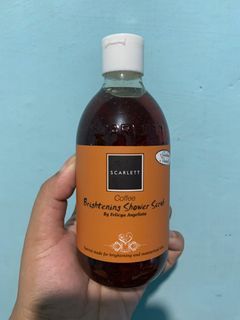 SCARLETT
Coffee
Brightening Shower Scrub
By Felicya Angelista